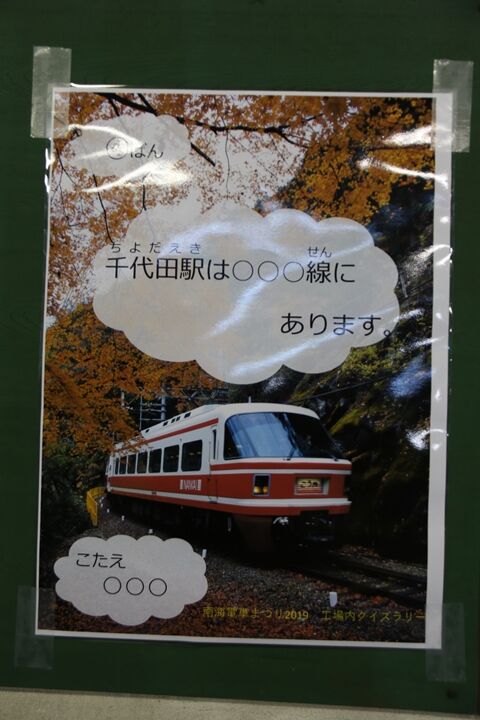 ばん
ちよだえき せん
千代田駅は○○○線に
あります。
NANKAI
こたえ
○○○
南海電車まつり2019 工場内クイズラリー